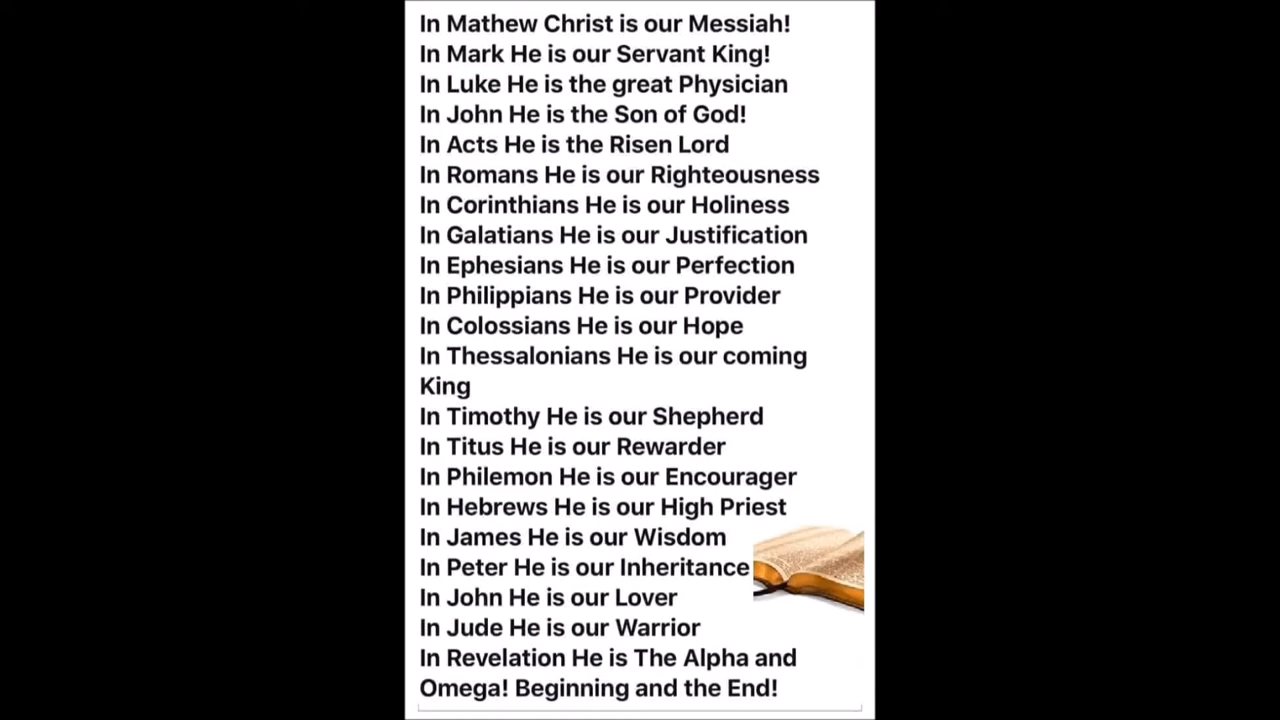 In Mathew Christ is our Messiah!
In Mark He is our Servant King!
In Luke He is the great Physician
In John He is the Son of God!
In Acts He is the Risen Lord
In Romans He is our Righteousness
In Corinthians He is our Holiness
In Galatians He is our Justification
In Ephesians He is our Perfection
In Philippians He is our Provider
In Colossians He is our Hope
In Thessalonians He is our coming
King
In Timothy He is our Shepherd
In Titus He is our Rewarder
In Philemon He is our Encourager
In Hebrews He is our High Priest
In James He is our Wisdom
In Peter He is our Inheritance
In John He is our Lover
In Jude He is our Warrior
In Revelation He is The Alpha and
Omega! Beginning and the End!